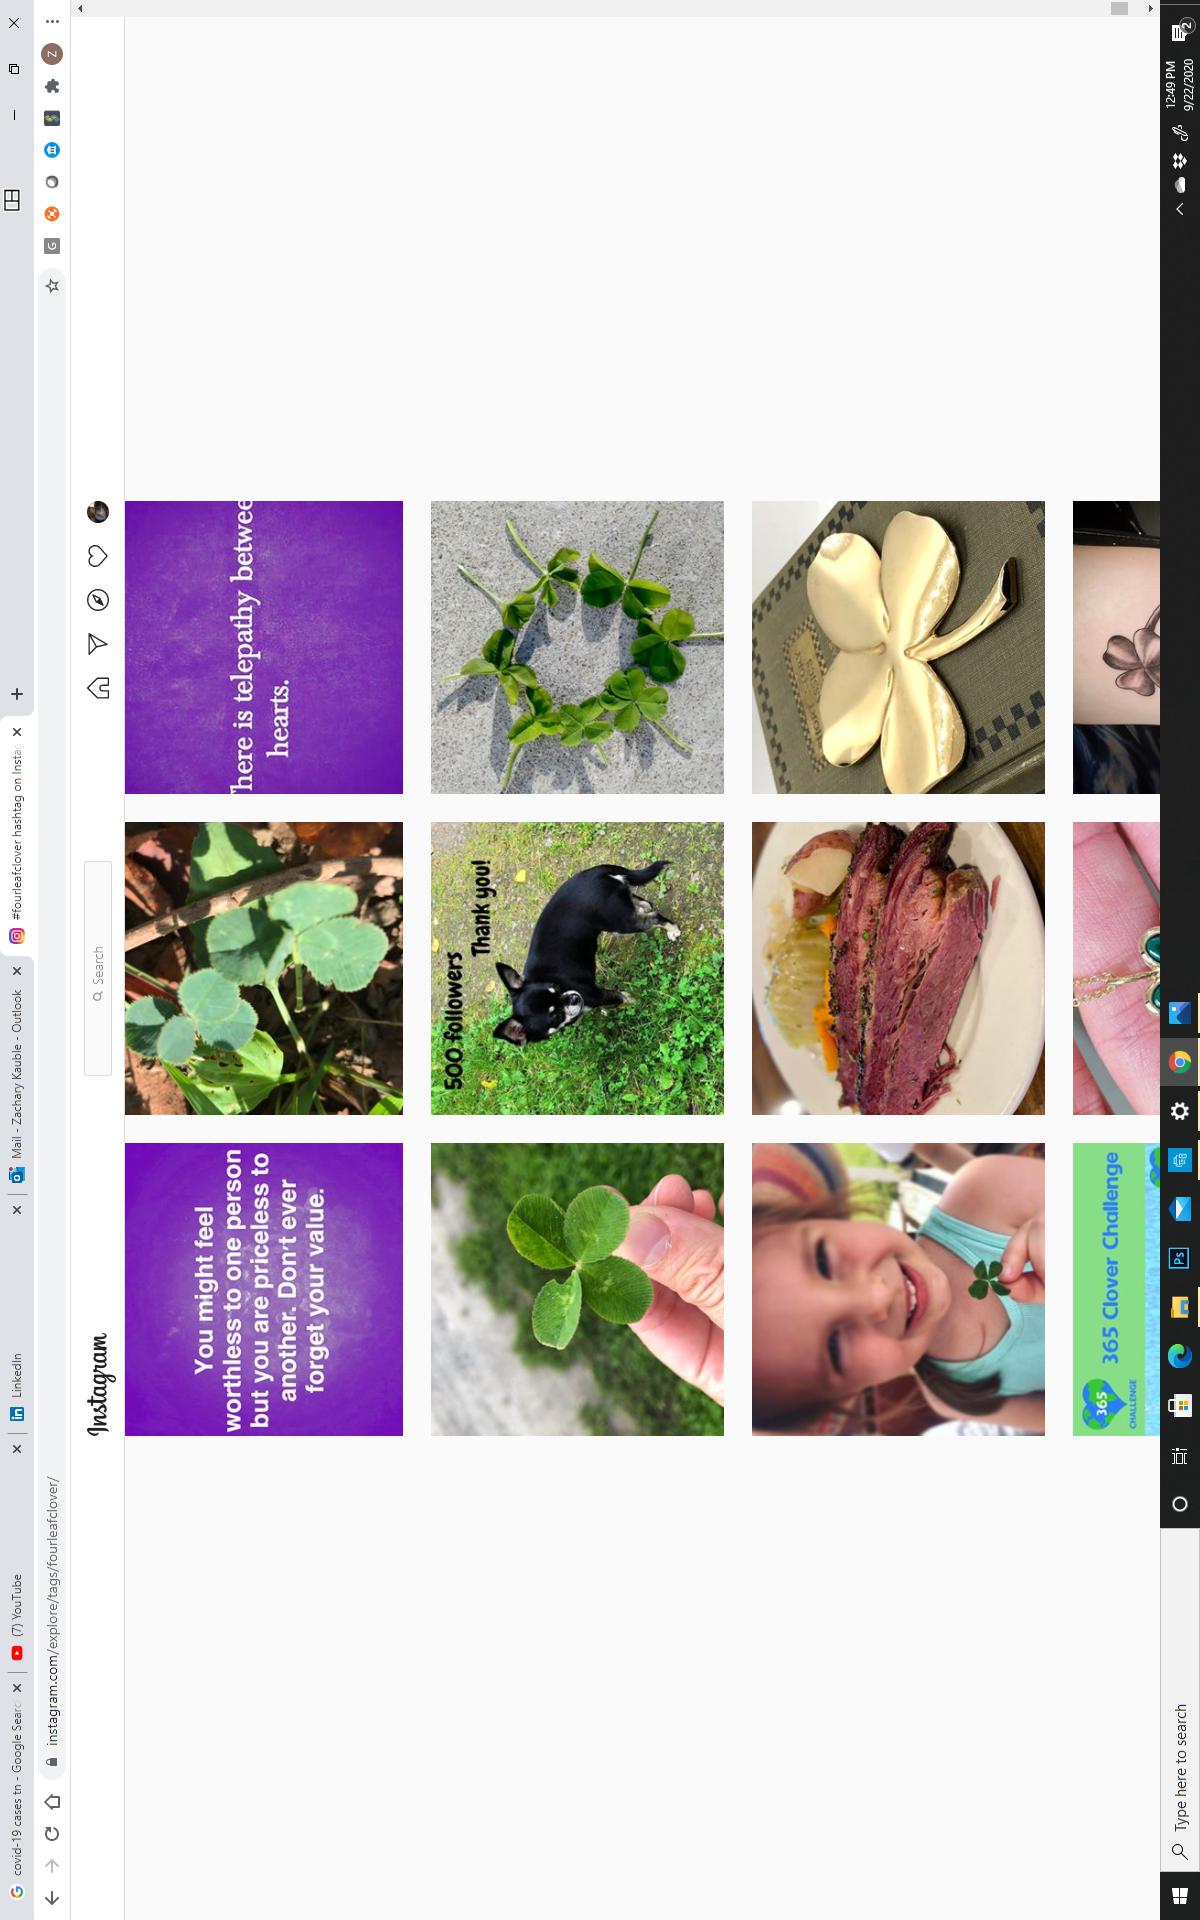 covid-19 cases tn - Google Searc
(7) YouTube
LinkedIn
Mail - Zachary Kauble - Outlook
#fourleafclover hashtag on Insta
instagram.com/explore/tags/fourleafclover/
G
Z
Instagram
Search
You might feel
worthless to one person
but you are priceless to
another. Don't ever
forget your value.
here is telepathy betwee
hearts.
500 followers
Thank you!
365
CHALLENGE
365 Clover Challenge
Type here to search
Ps
12:49 PM
9/22/2020
2